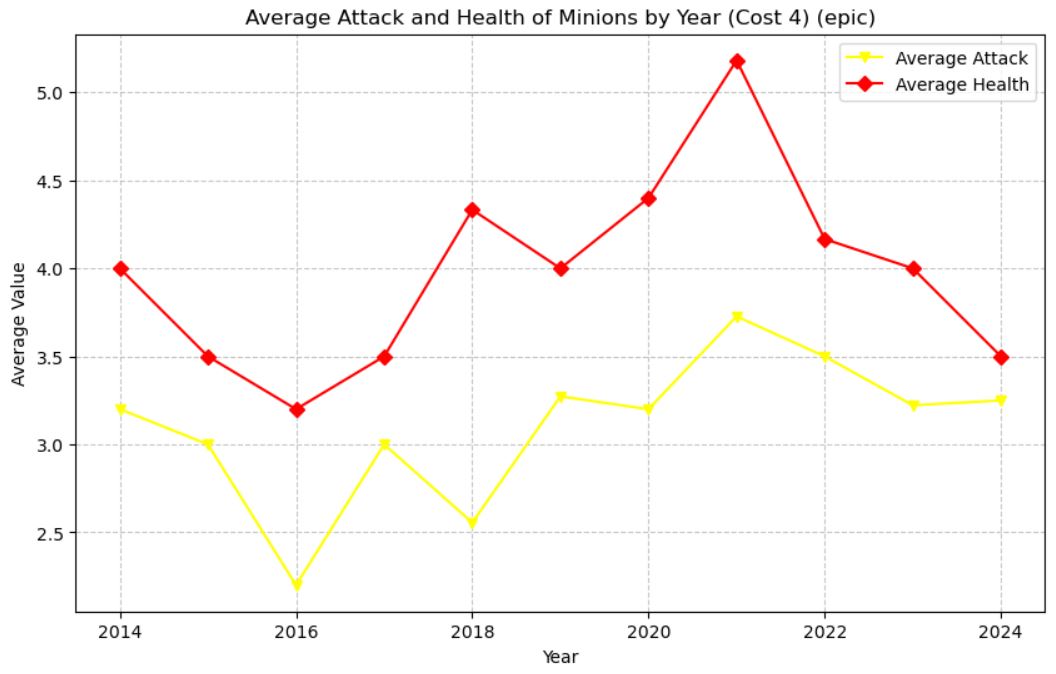 Average Attack and Health of Minions by Year (Cost 4) (epic)
Average Attack
Average Health
Average Value
5.0
4.5
4.0
3.5
3.0
2.5
2014 2016 2018 2020 2022 2024
Year